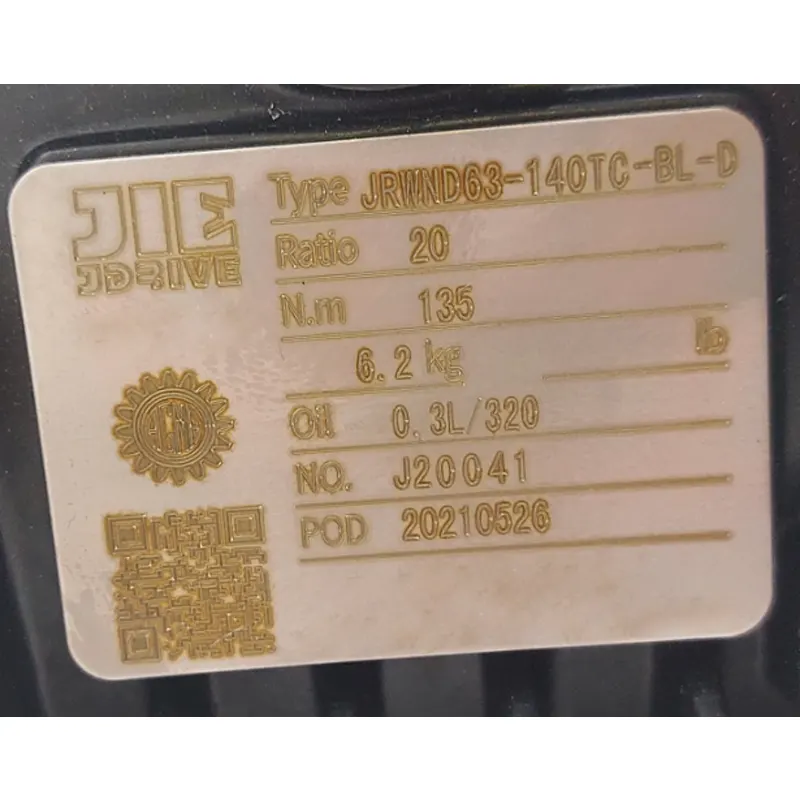 JIE
JDRIVE
Type JRWND63-140TC-BL-D
Ratio 20
N.m 135
6.2 kg lb
Oil 0.3L/320
NO. J20041
POD 20210526